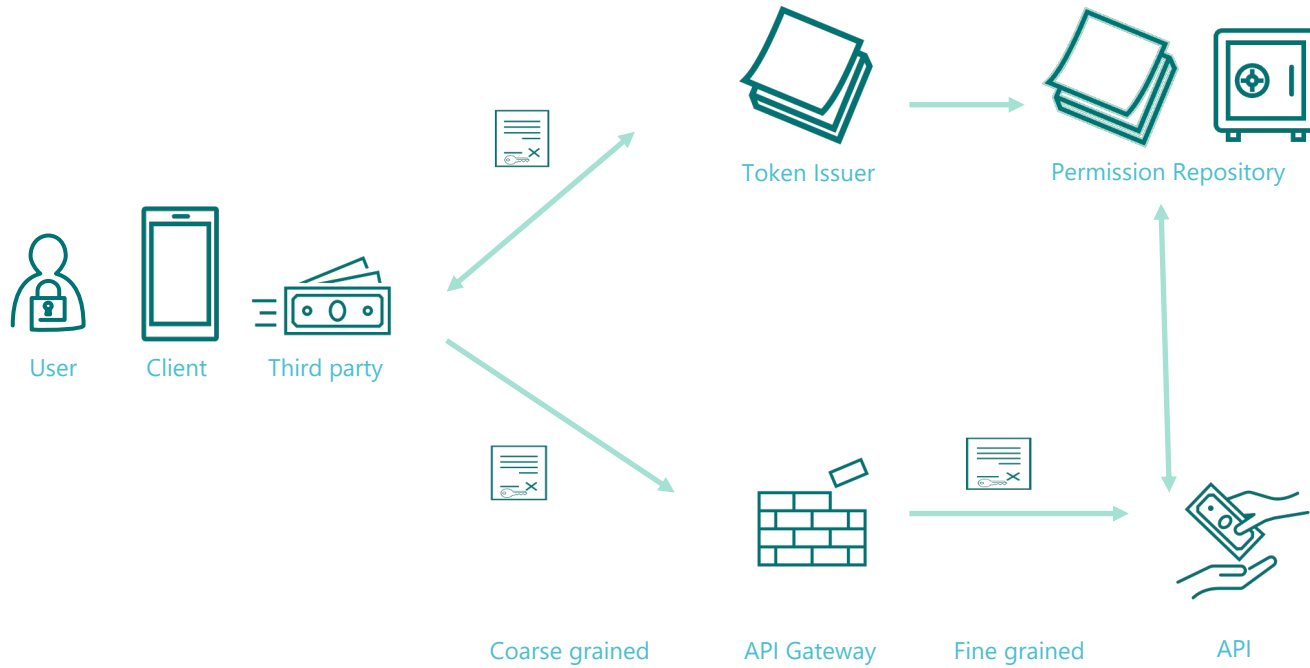 Token Issuer
Permission Repository
User
Client
Third party
Coarse grained
API Gateway
Fine grained
API